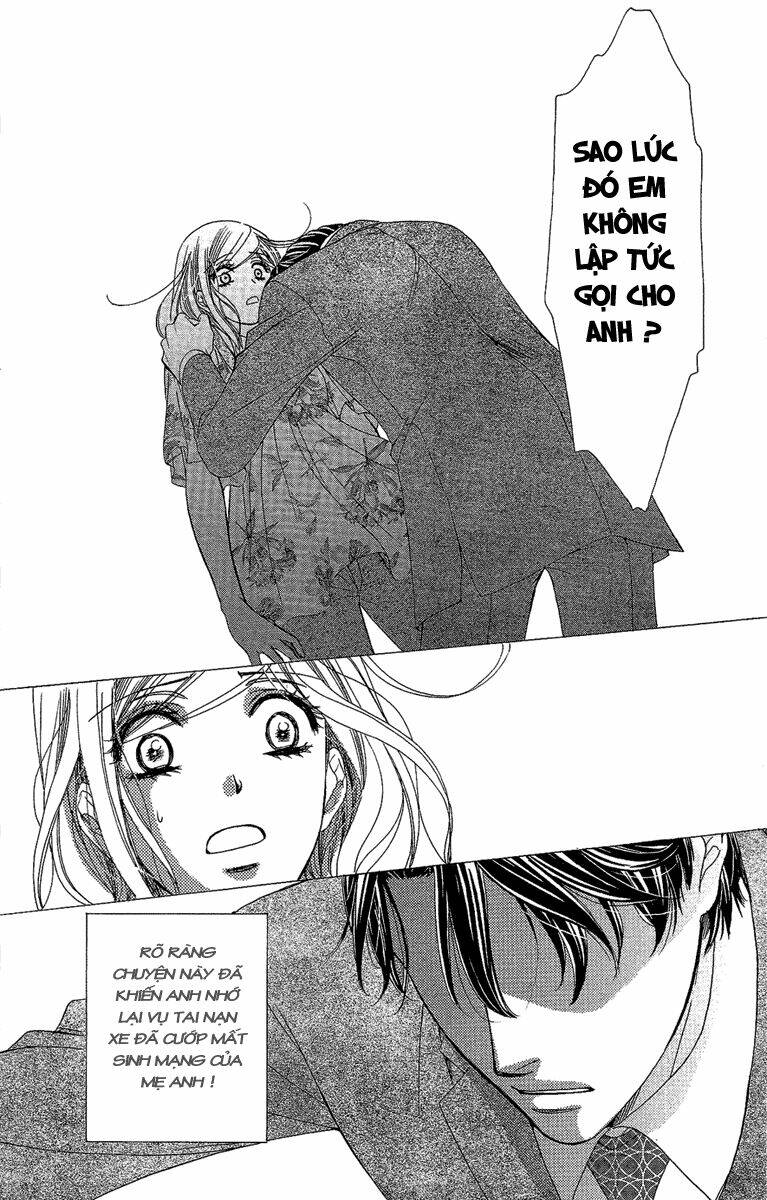 SAO LÚC
ĐÓ EM
KHÔNG
LẬP TỨC
GỌI CHO
ANH ?
RÕ RÀNG
CHUYỆN NÀY ĐÃ
KHIẾN ANH NHỚ
LẠI VỤ TAI NẠN
XE ĐÃ CƯỚP MẤT
SINH MẠNG CỦA
MẸ ANH !